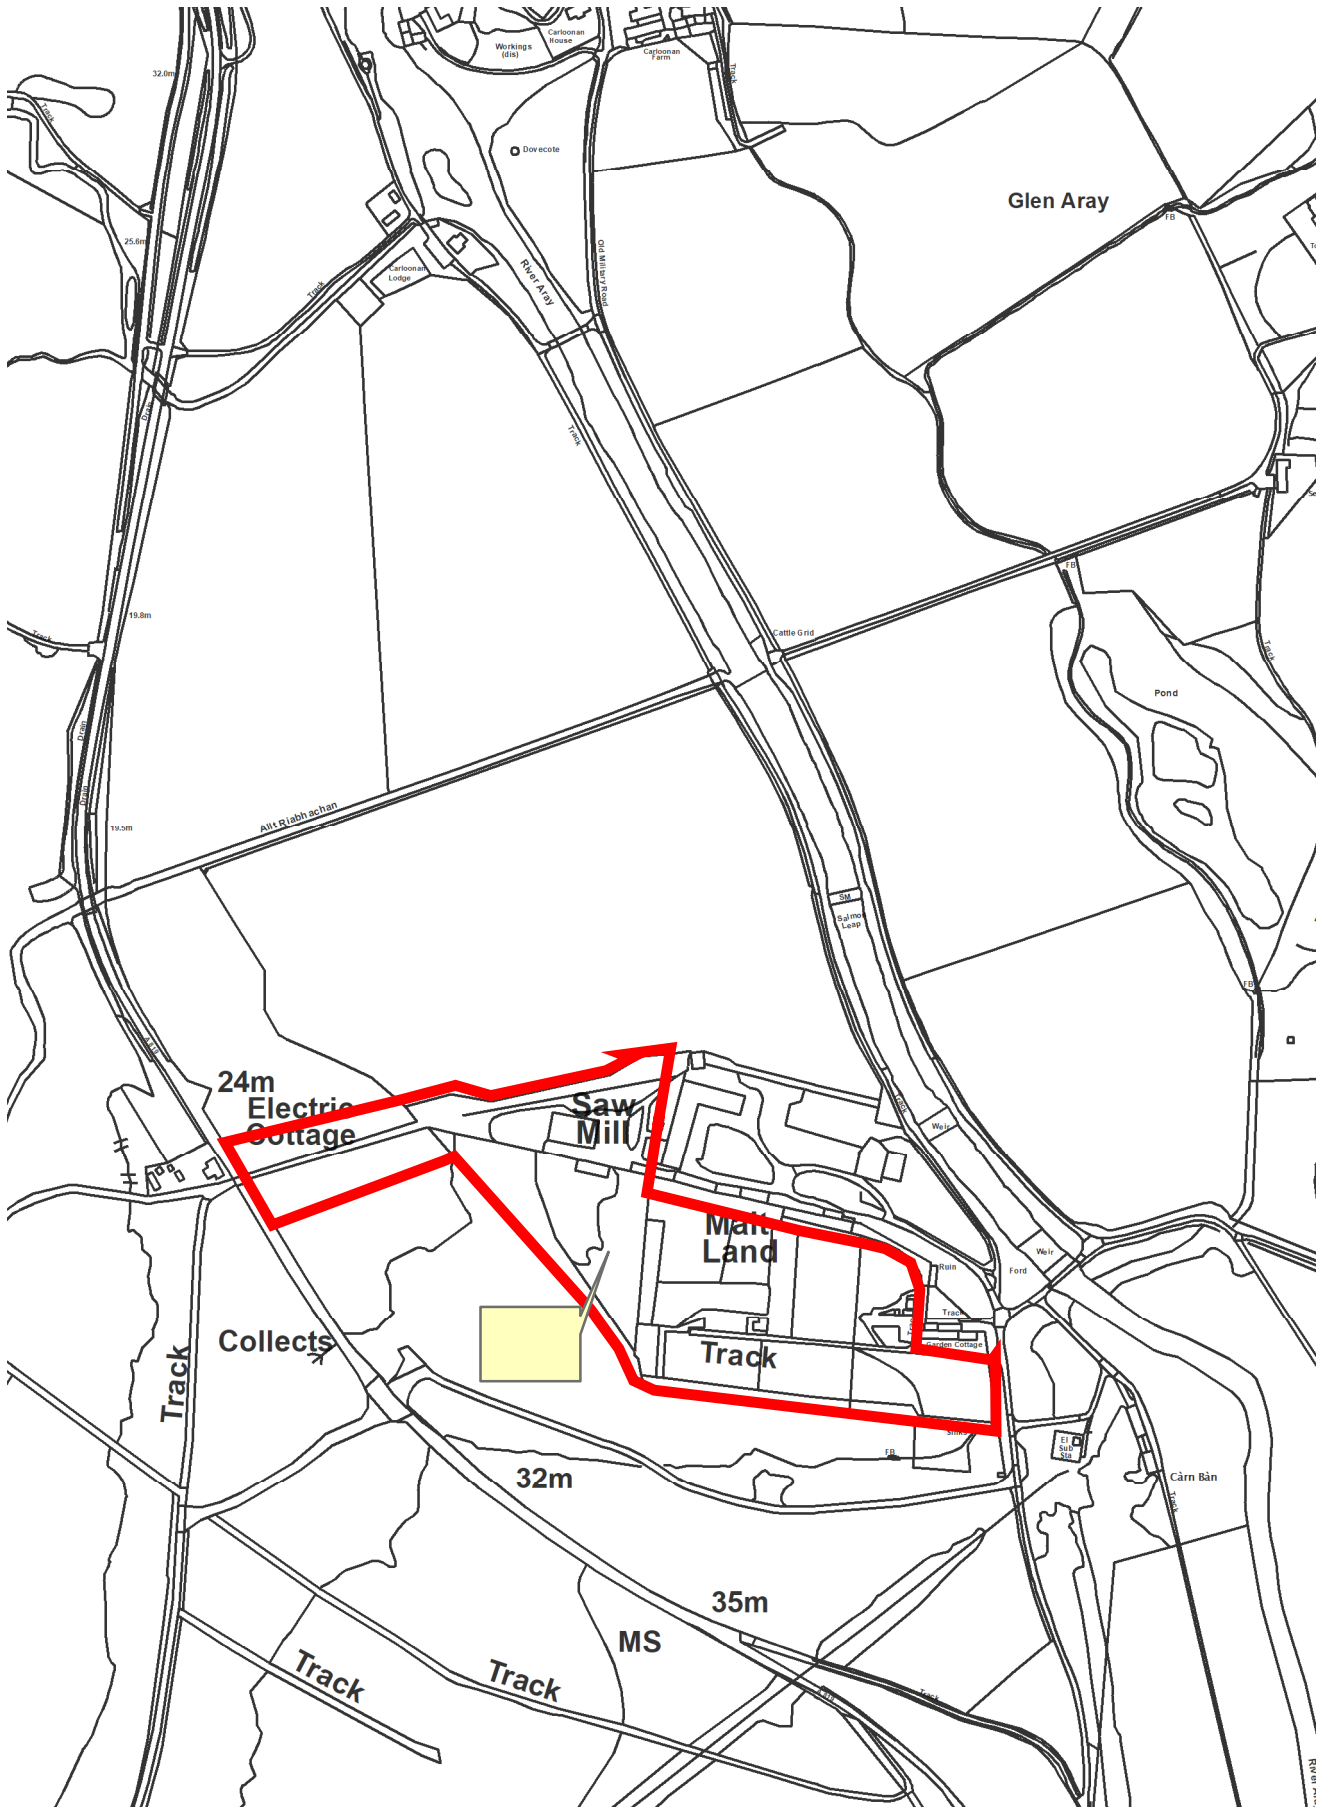 Carloonan
House
Workings
(dis)
Carloonan
Farm
32.0m
Track
Track
Dovecote
Glen Aray
FB
25.6m
Carloonan
Lodge
River Aray
Old Military Road
Track
Drain
Track
FB
19.8m
Cattle Grid
Track
Track
Pond
Drain
Drain
19.5m
Allt Riabhachan
SM
Salmon
Leap
FB
24m
Electric
Cottage
Saw
Mill
Track
Weir
Malt
Land
Weir
Ruin
Ford
Track
Collects
Track
Track
Garden Cottage
Sinks
El
Sub
Sta
FB
32m
Càrn Bàn
Track
35m
MS
Track
Track
Track